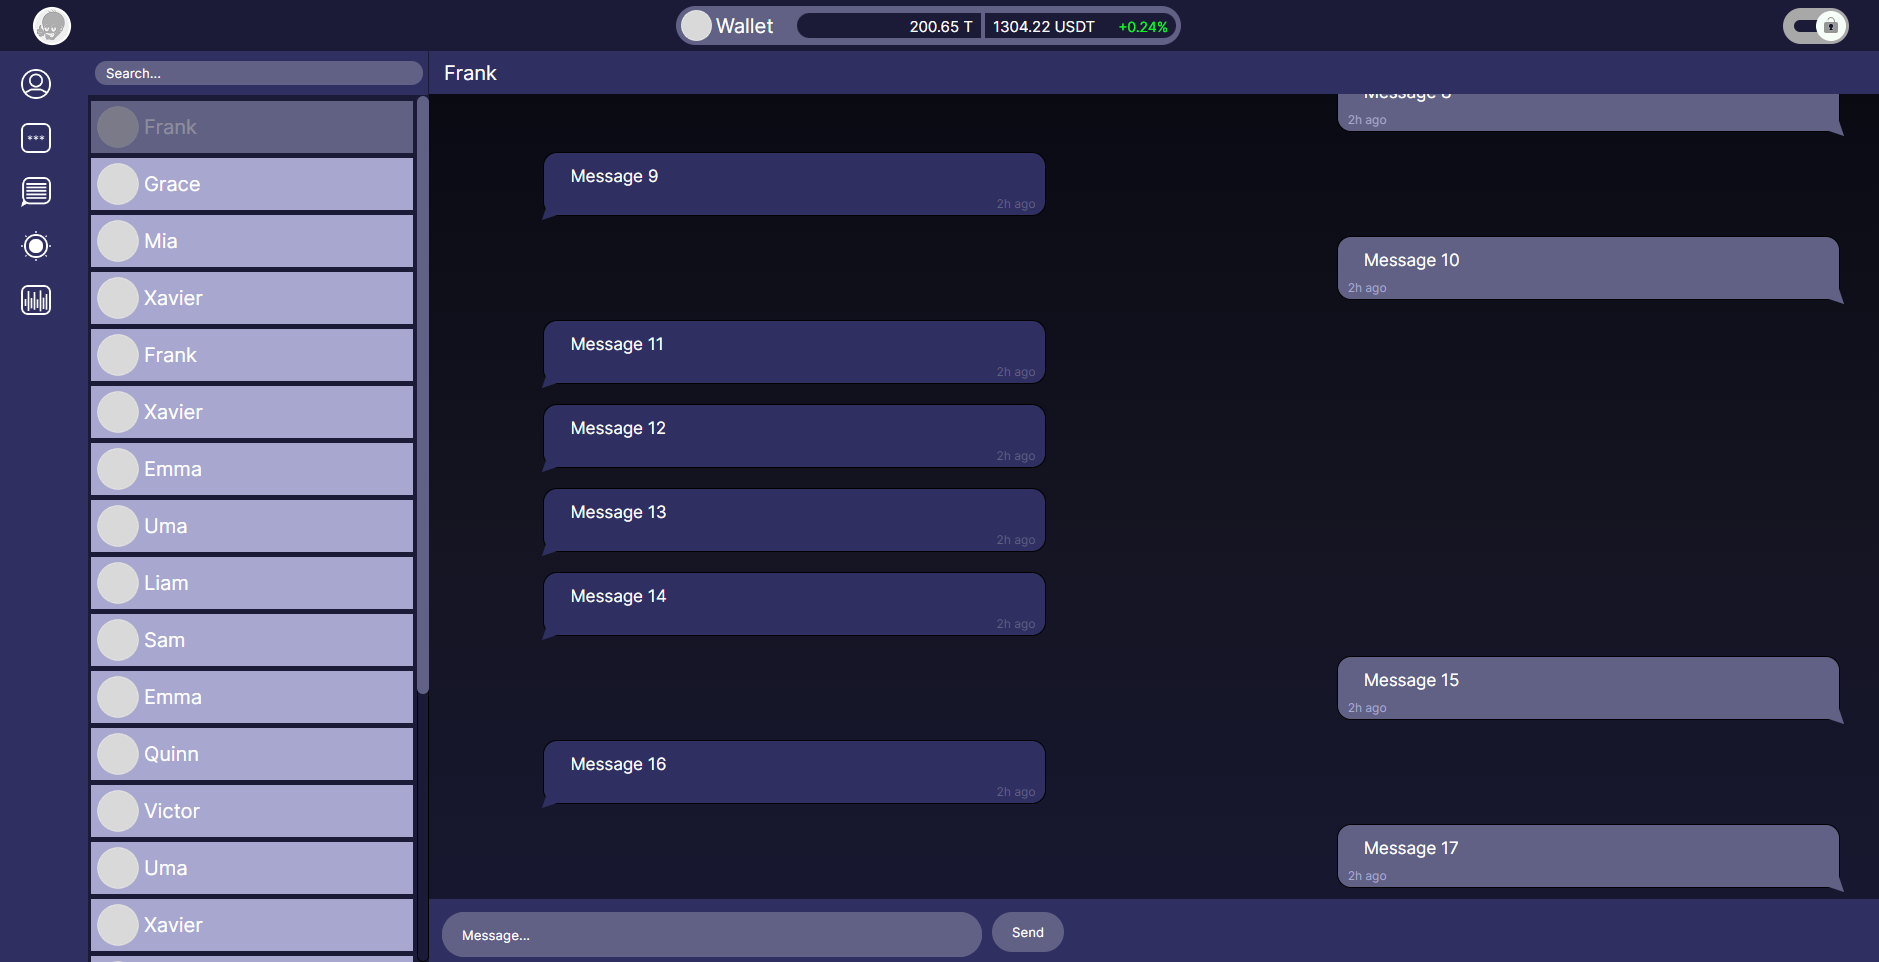 Wallet
200.65 T
1304.22 USDT
+0.24%
Search...
Frank
Grace
Mia
Xavier
Frank
Xavier
Emma
Uma
Liam
Sam
Emma
Quinn
Victor
Uma
Xavier
Frank
2h ago
Message 9
2h ago
Message 10
2h ago
Message 11
2h ago
Message 12
2h ago
Message 13
2h ago
Message 14
2h ago
Message 15
2h ago
Message 16
2h ago
Message 17
2h ago
Message...
Send